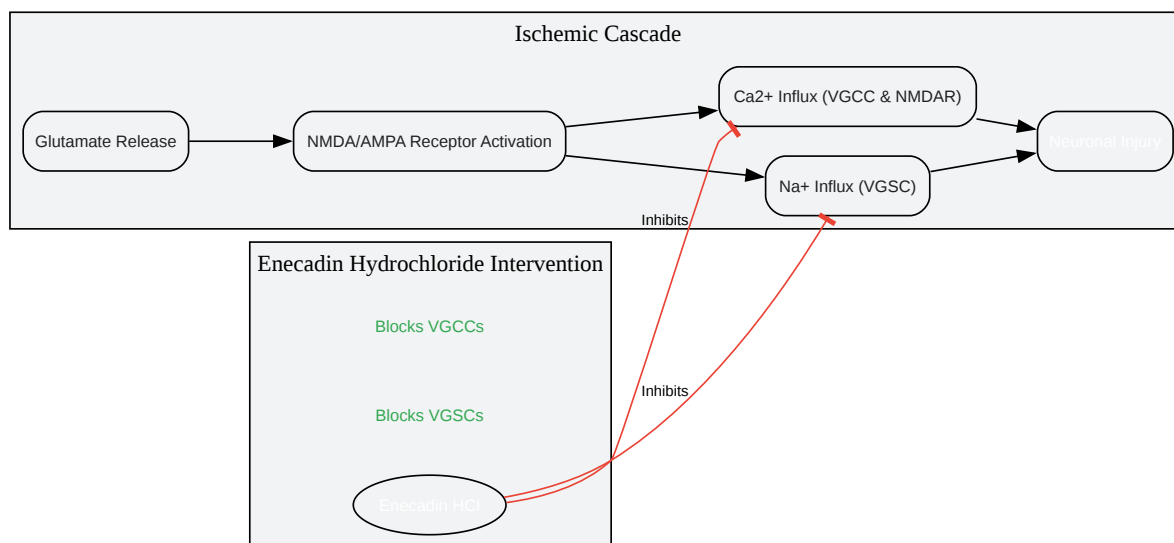 Ischemic Cascade
Glutamate Release
NMDA/AMPA Receptor Activation
Ca2+ Influx (VGCC & NMDAR)
Na+ Influx (VGSC)
Neuronal Injury
Inhibits
Enecadin Hydrochloride Intervention
Blocks VGCCs
Inhibits
Blocks VGSCs
Enecadin HCl